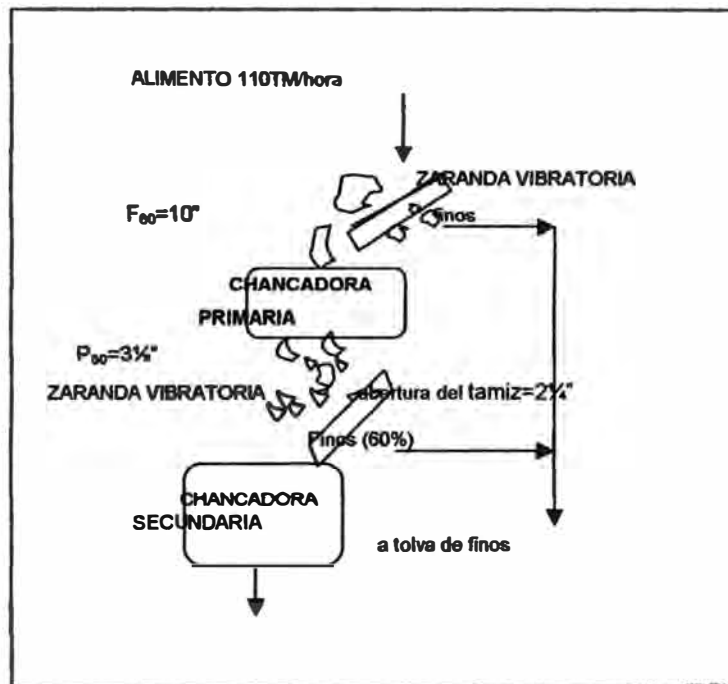 ALIMENTO 110TM/hora
ZARANDA VIBRATORIA
F₈₀=10"
finos
CHANCADORA
PRIMARIA
P₈₀=3⅛"
ZARANDA VIBRATORIA
abertura del tamiz=2¼"
Finos (60%)
CHANCADORA
SECUNDARIA
a tolva de finos